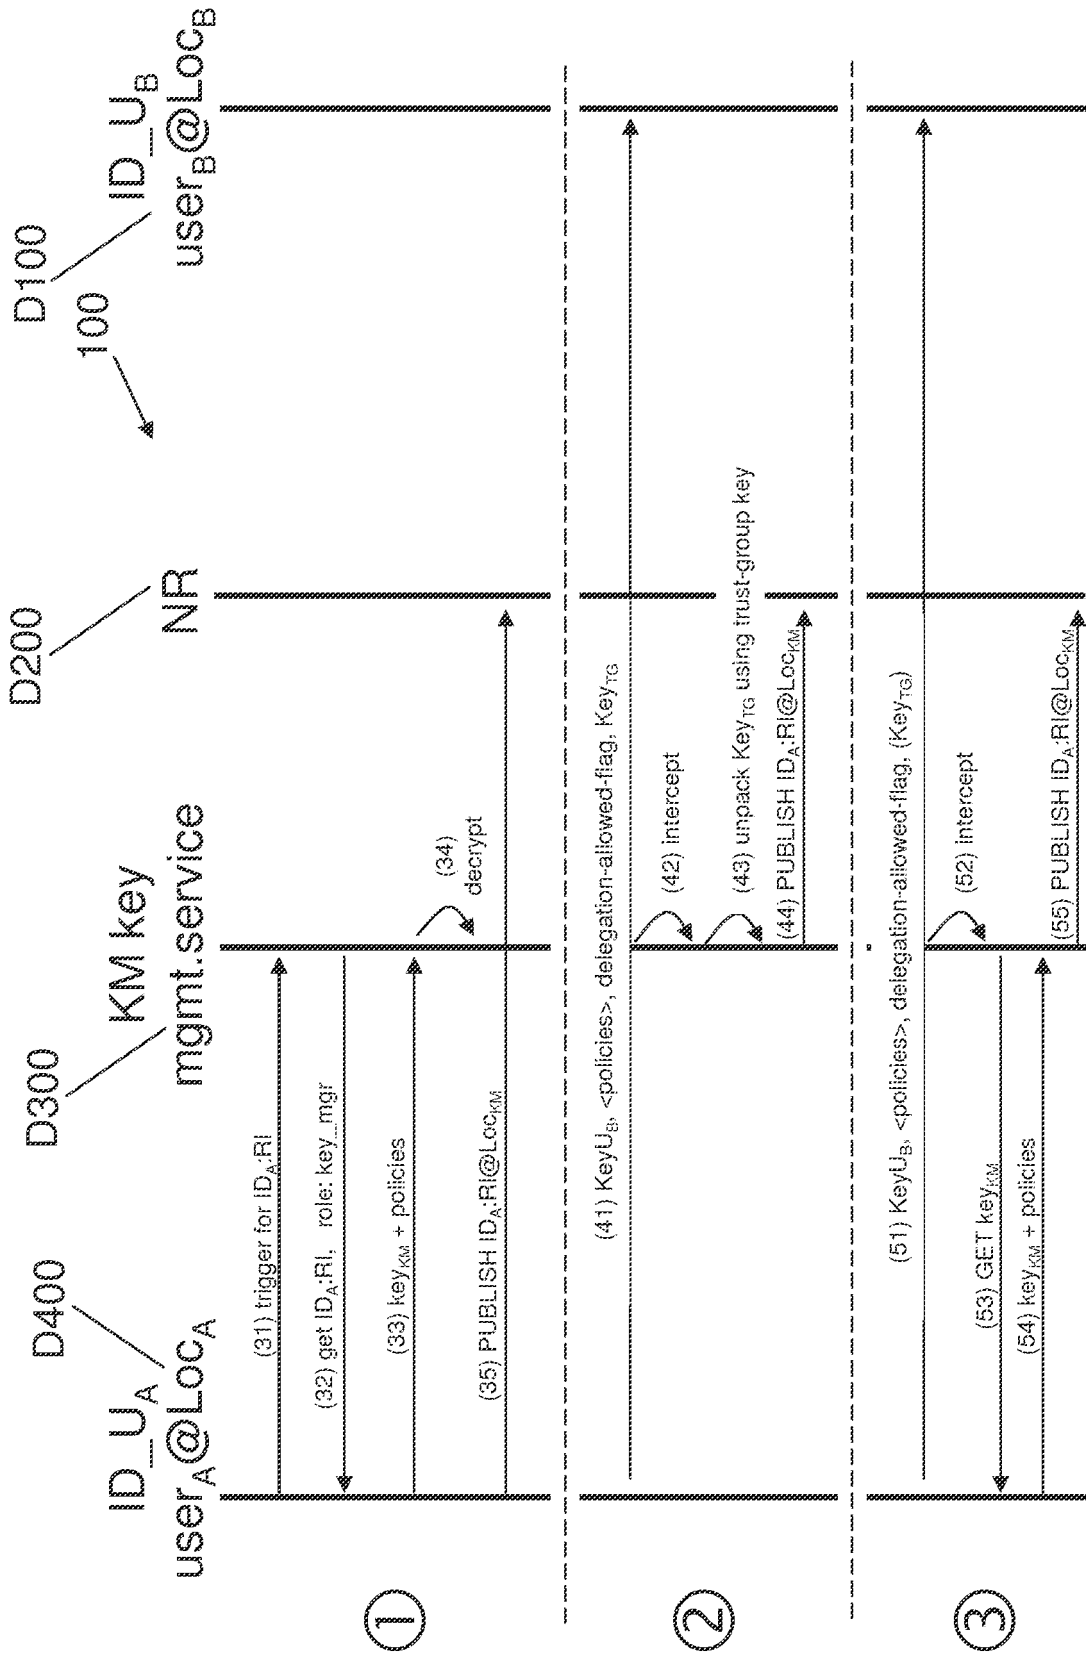 D400
D300
D200
D100
100
ID_U_A
user_A@Loc_A
KM key
mgmt.service
NR
ID_U_B
user_B@Loc_B
①
(31) trigger for ID_A:RI
(32) get ID_A:RI, role: key_mgr
(33) key_KM + policies
(34)
decrypt
(35) PUBLISH ID_A:RI@Loc_KM
②
(41) KeyU_B, <policies>, delegation-allowed-flag, Key_TG
(42) intercept
(43) unpack Key_TG using trust-group key
(44) PUBLISH ID_A:RI@Loc_KM
③
(51) KeyU_B, <policies>, delegation-allowed-flag, (Key_TG)
(52) intercept
(53) GET key_KM
(54) key_KM + policies
(55) PUBLISH ID_A:RI@Loc_KM